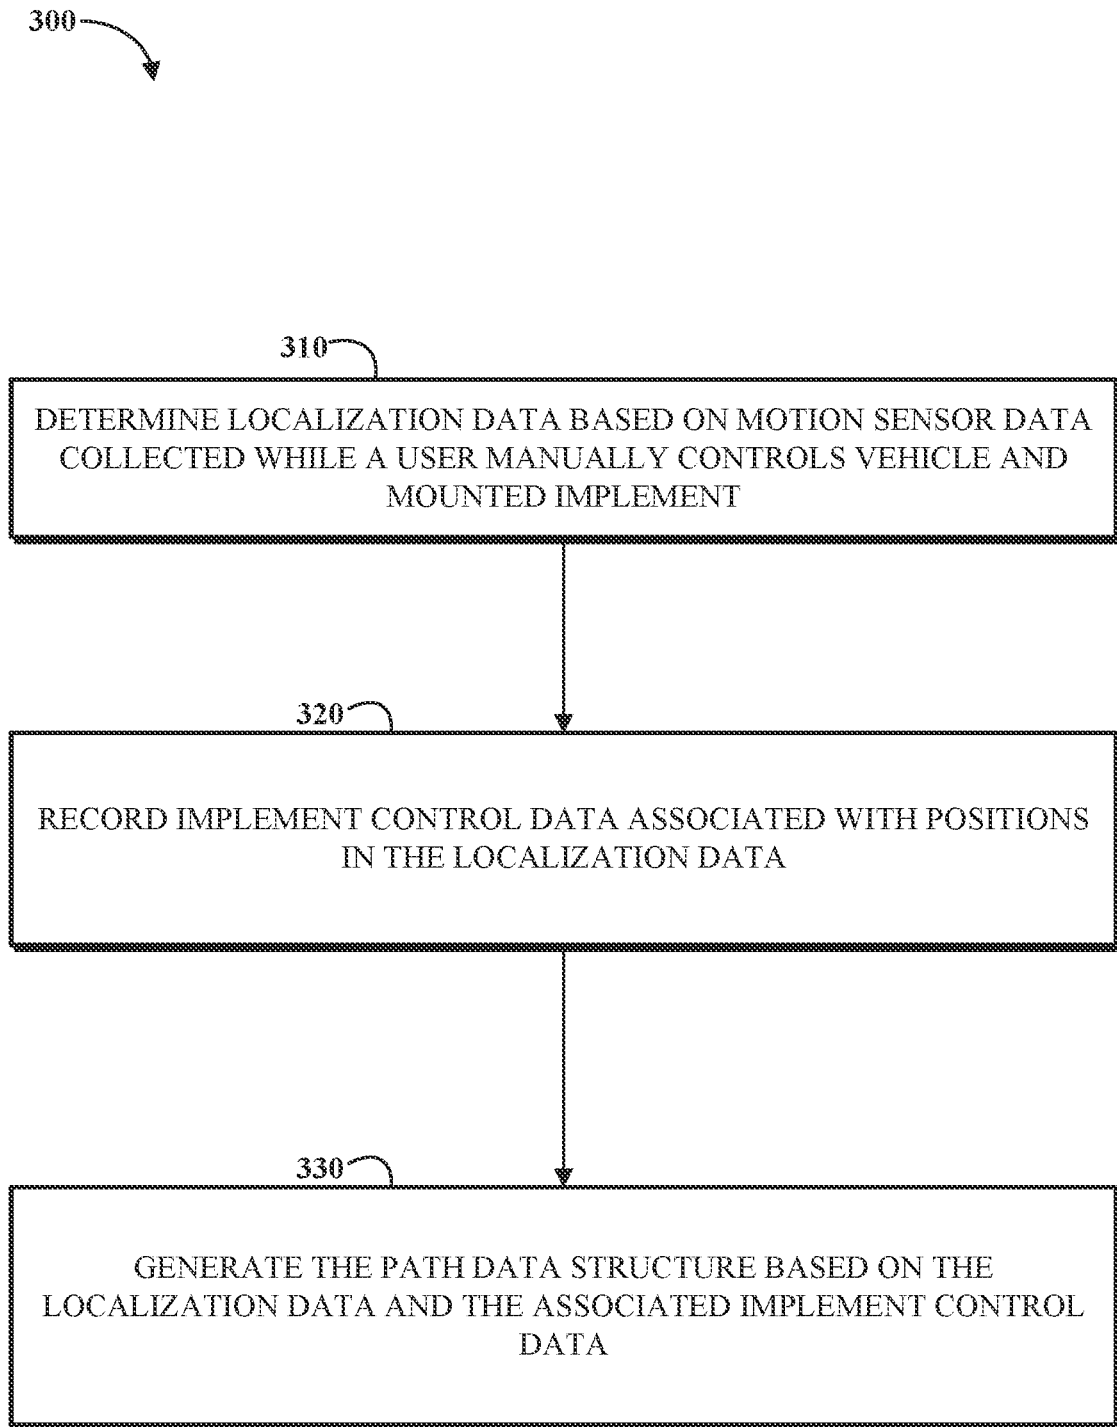 300
310
DETERMINE LOCALIZATION DATA BASED ON MOTION SENSOR DATA
COLLECTED WHILE A USER MANUALLY CONTROLS VEHICLE AND
MOUNTED IMPLEMENT
320
RECORD IMPLEMENT CONTROL DATA ASSOCIATED WITH POSITIONS
IN THE LOCALIZATION DATA
330
GENERATE THE PATH DATA STRUCTURE BASED ON THE
LOCALIZATION DATA AND THE ASSOCIATED IMPLEMENT CONTROL
DATA